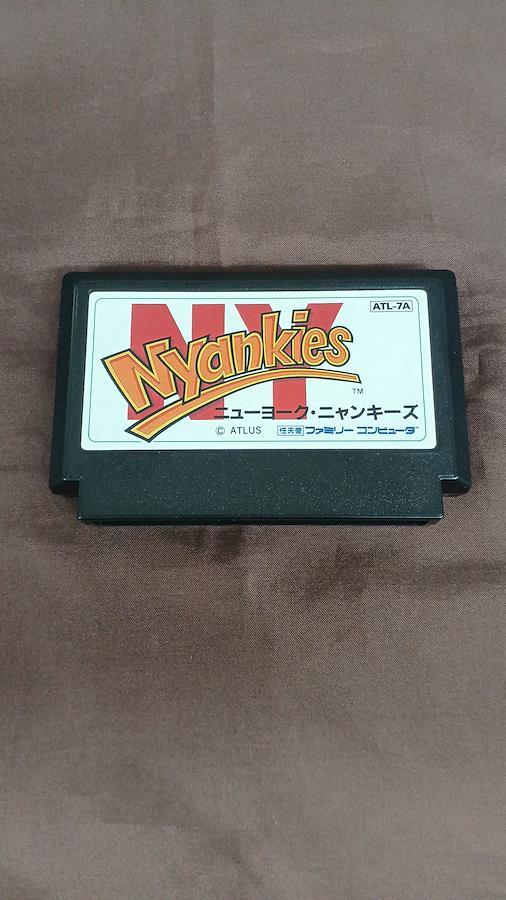 ATL-7A
NY
Nyankies
TM
ニューヨーク・ニャンキーズ
© ATLUS 任天堂 ファミリー コンピュータ